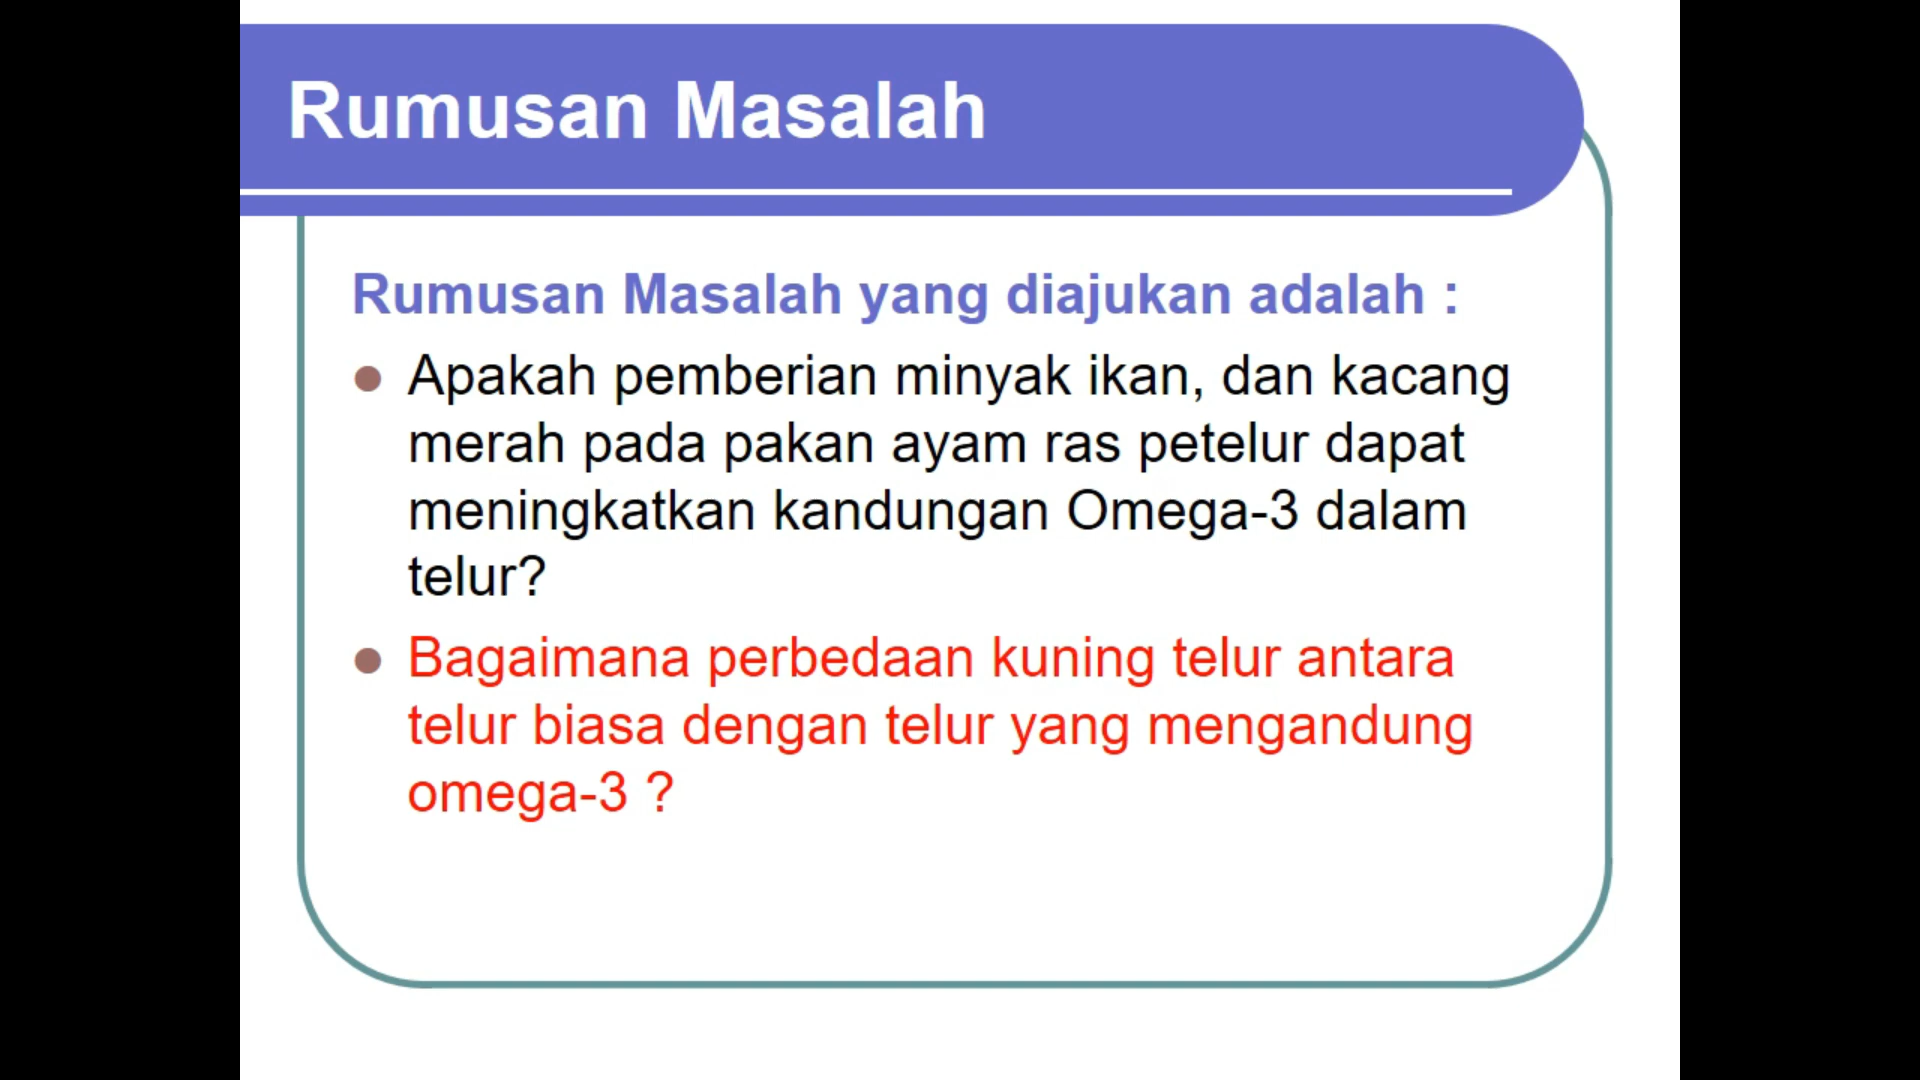 Rumusan Masalah
Rumusan Masalah yang diajukan adalah :
Apakah pemberian minyak ikan, dan kacang
merah pada pakan ayam ras petelur dapat
meningkatkan kandungan Omega-3 dalam
telur?
Bagaimana perbedaan kuning telur antara
telur biasa dengan telur yang mengandung
omega-3 ?